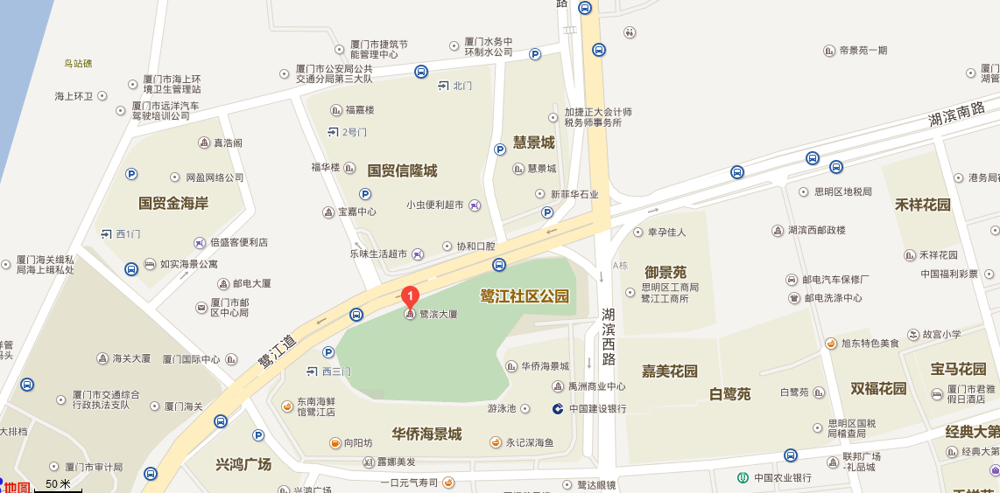 路
厦门市捷筑节
能管理中心
厦门水务中
环制水公司
帝景苑一期
鸟站礁
厦门市海上环
境卫生管理站
厦门市公安局公共
交通分局第三大队
P
北门
海上环卫
厦门市远洋汽车
驾驶培训公司
福嘉楼
2号门
加捷正大会计师
税务师事务所
湖滨南路
厦门
湖管
真浩阁
慧景城
P
福华楼
国贸信隆城
慧景城
P
网盈网络公司
港务局
国贸金海岸
P
小虫便利超市
新菲华石业
思明区地税局
禾祥花园
宝嘉中心
P
西1门
倍盛客便利店
协和口腔
幸孕佳人
湖滨西邮政楼
乐味生活超市
厦门海关缉私
局海上缉私处
如实海景公寓
A栋
御景苑
禾祥花园
中国福利彩票
邮电大厦
1
鹭江社区公园
思明区工商局
鹭江工商所
邮电汽车保修厂
邮电洗涤中心
厦门市邮
区中心局
鹭滨大厦
湖滨西路
鹭江道
故宫小学
旭东特色美食
管
码头
海关大厦
厦门国际中心
P
西三门
华侨海景城
嘉美花园
宝马花园
禹洲商业中心
白鹭苑
白鹭苑
双福花园
厦门市交通综合
行政执法支队
厦门海关
东南海鲜
馆鹭江店
游泳池
中国建设银行
厦门市君雅
假日酒店
大排档
P
向阳坊
华侨海景城
永记深海鱼
思明区国税
局稽查局
经典大第
经典大第
厦门市审计局
兴鸿广场
露娜美发
联邦广场
-礼品城
地图
50 米
兴鸿广场
一口元气寿司
鹭达眼镜
中国农业银行